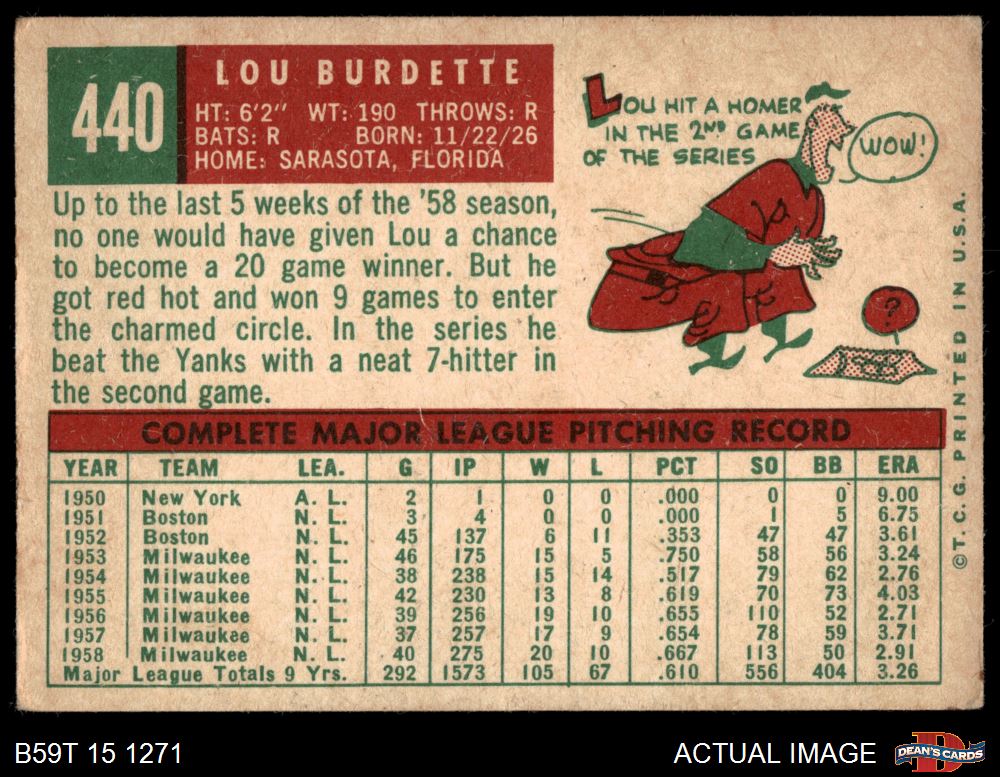 440
LOU BURDETTE
HT: 6'2" WT: 190 THROWS: R
BATS: R BORN: 11/22/26
HOME: SARASOTA, FLORIDA
Up to the last 5 weeks of the '58 season,
no one would have given Lou a chance
to become a 20 game winner. But he
got red hot and won 9 games to enter
the charmed circle. In the series he
beat the Yanks with a neat 7-hitter in
the second game.
LOU HIT A HOMER
IN THE 2ND GAME
OF THE SERIES
WOW!
?
COMPLETE MAJOR LEAGUE PITCHING RECORD
YEAR TEAM LEA. G IP W L PCT SO BB ERA
1950 New York A. L. 2 1 0 0 .000 0 0 9.00
1951 Boston N. L. 3 4 0 0 .000 1 5 6.75
1952 Boston N. L. 45 137 6 11 .353 47 47 3.61
1953 Milwaukee N. L. 46 175 15 5 .750 58 56 3.24
1954 Milwaukee N. L. 38 238 15 14 .517 79 62 2.76
1955 Milwaukee N. L. 42 230 13 8 .619 70 73 4.03
1956 Milwaukee N. L. 39 256 19 10 .655 110 52 2.71
1957 Milwaukee N. L. 37 257 17 9 .654 78 59 3.71
1958 Milwaukee N. L. 40 275 20 10 .667 113 50 2.91
Major League Totals 9 Yrs. 292 1573 105 67 .610 556 404 3.26
©T. C. G. PRINTED IN U.S.A.
B59T 15 1271
ACTUAL IMAGE
D
DEAN'S CARDS